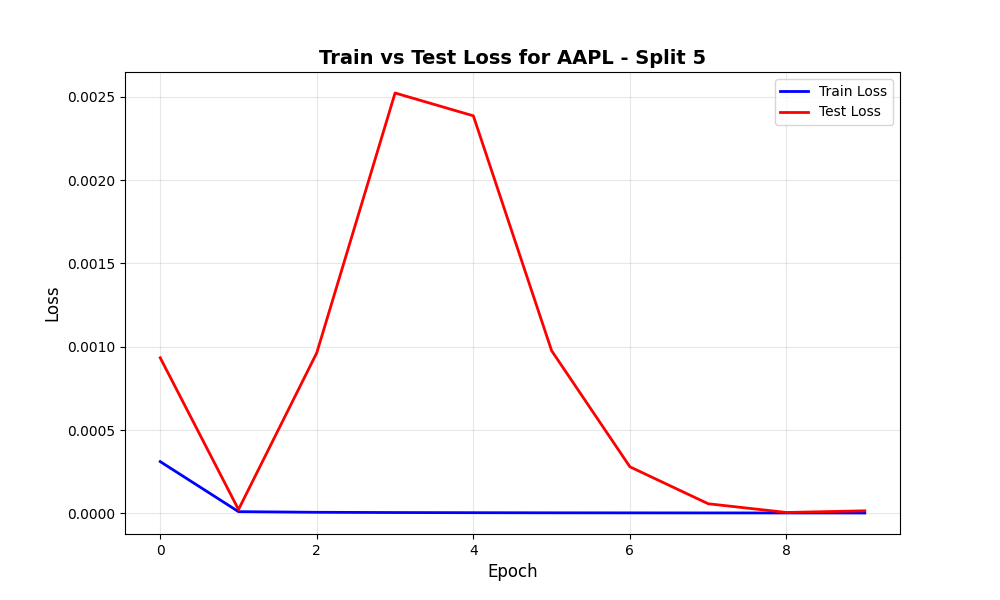 Train vs Test Loss for AAPL - Split 5
Train Loss
Test Loss
0.0025
0.0020
0.0015
0.0010
0.0005
0.0000
Loss
0 2 4 6 8
Epoch